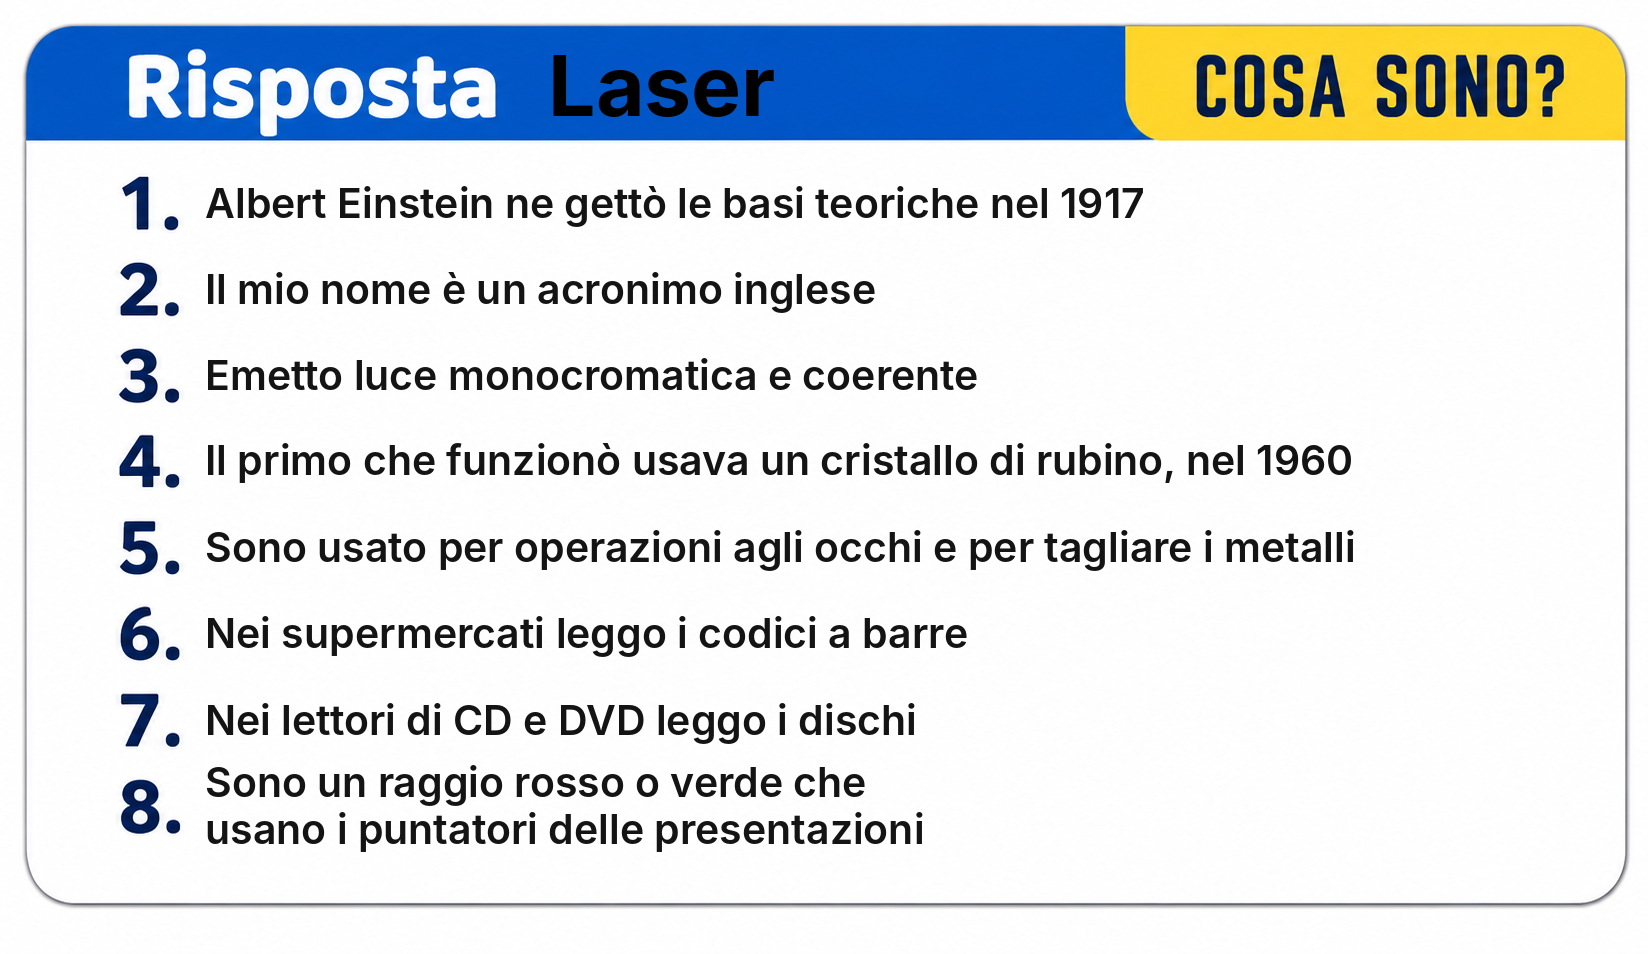 Risposta Laser
COSA SONO?
1. Albert Einstein ne gettò le basi teoriche nel 1917
2. Il mio nome è un acronimo inglese
3. Emetto luce monocromatica e coerente
4. Il primo che funzionò usava un cristallo di rubino, nel 1960
5. Sono usato per operazioni agli occhi e per tagliare i metalli
6. Nei supermercati leggo i codici a barre
7. Nei lettori di CD e DVD leggo i dischi
8. Sono un raggio rosso o verde che
usano i puntatori delle presentazioni